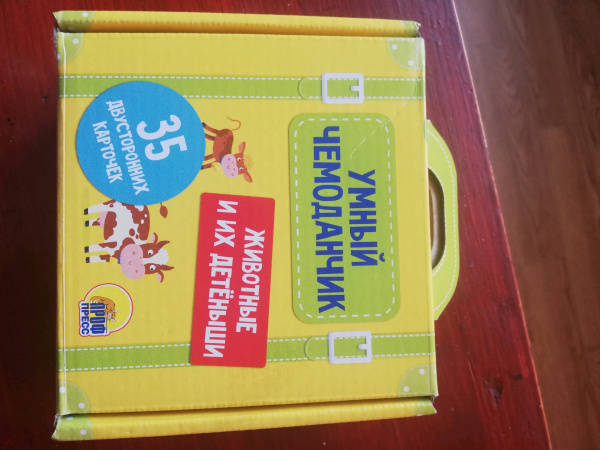 УМНЫЙ
ЧЕМОДАНЧИК
ЖИВОТНЫЕ
И ИХ ДЕТЁНЫШИ
35
ДВУСТОРОННИХ
КАРТОЧЕК
ПРОФ
ПРЕСС